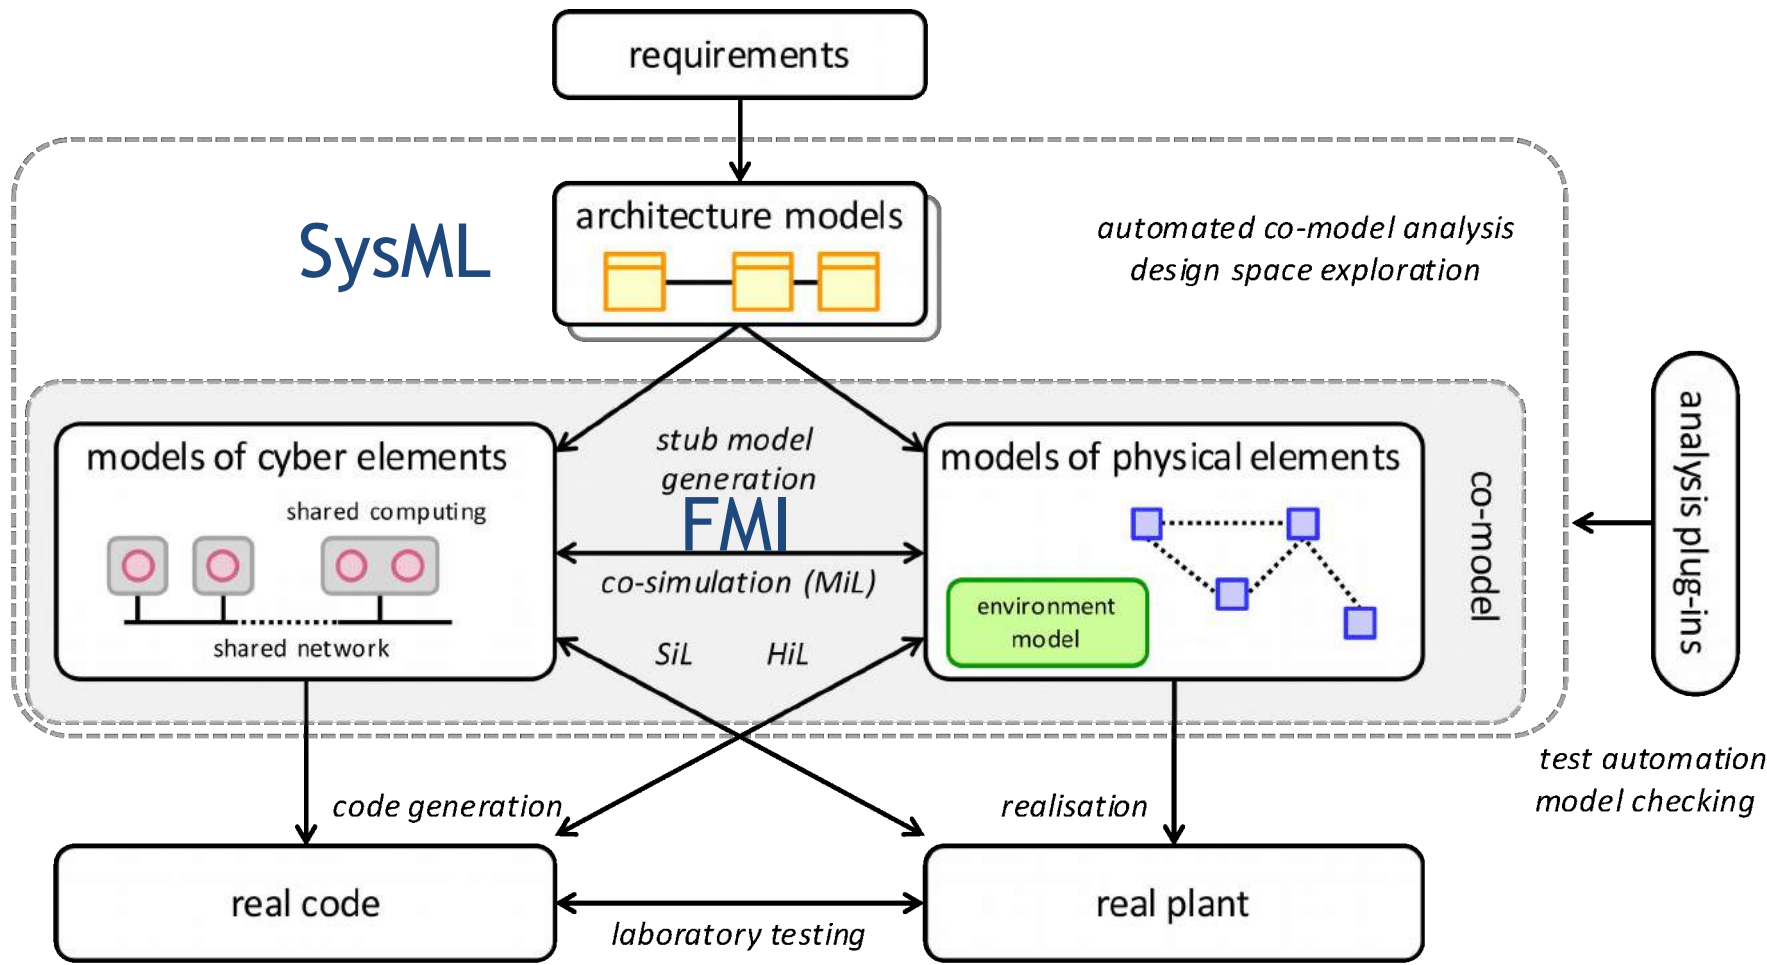 requirements
architecture models
SysML
automated co-model analysis
design space exploration
stub model
generation
FMI
co-simulation (MiL)
SiL
HiL
models of cyber elements
shared computing
shared network
models of physical elements
environment
model
co-model
analysis plug-ins
test automation
model checking
code generation
realisation
real code
laboratory testing
real plant